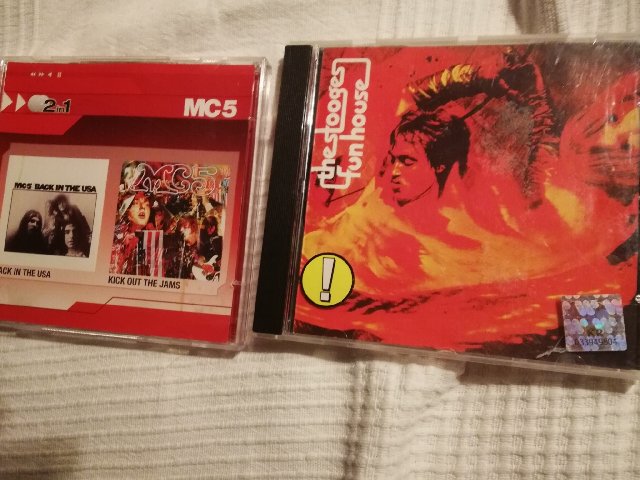 2in1
MC5
MC5 BACK IN THE USA
MC5
ACK IN THE USA
KICK OUT THE JAMS
the stooges
fun house
!